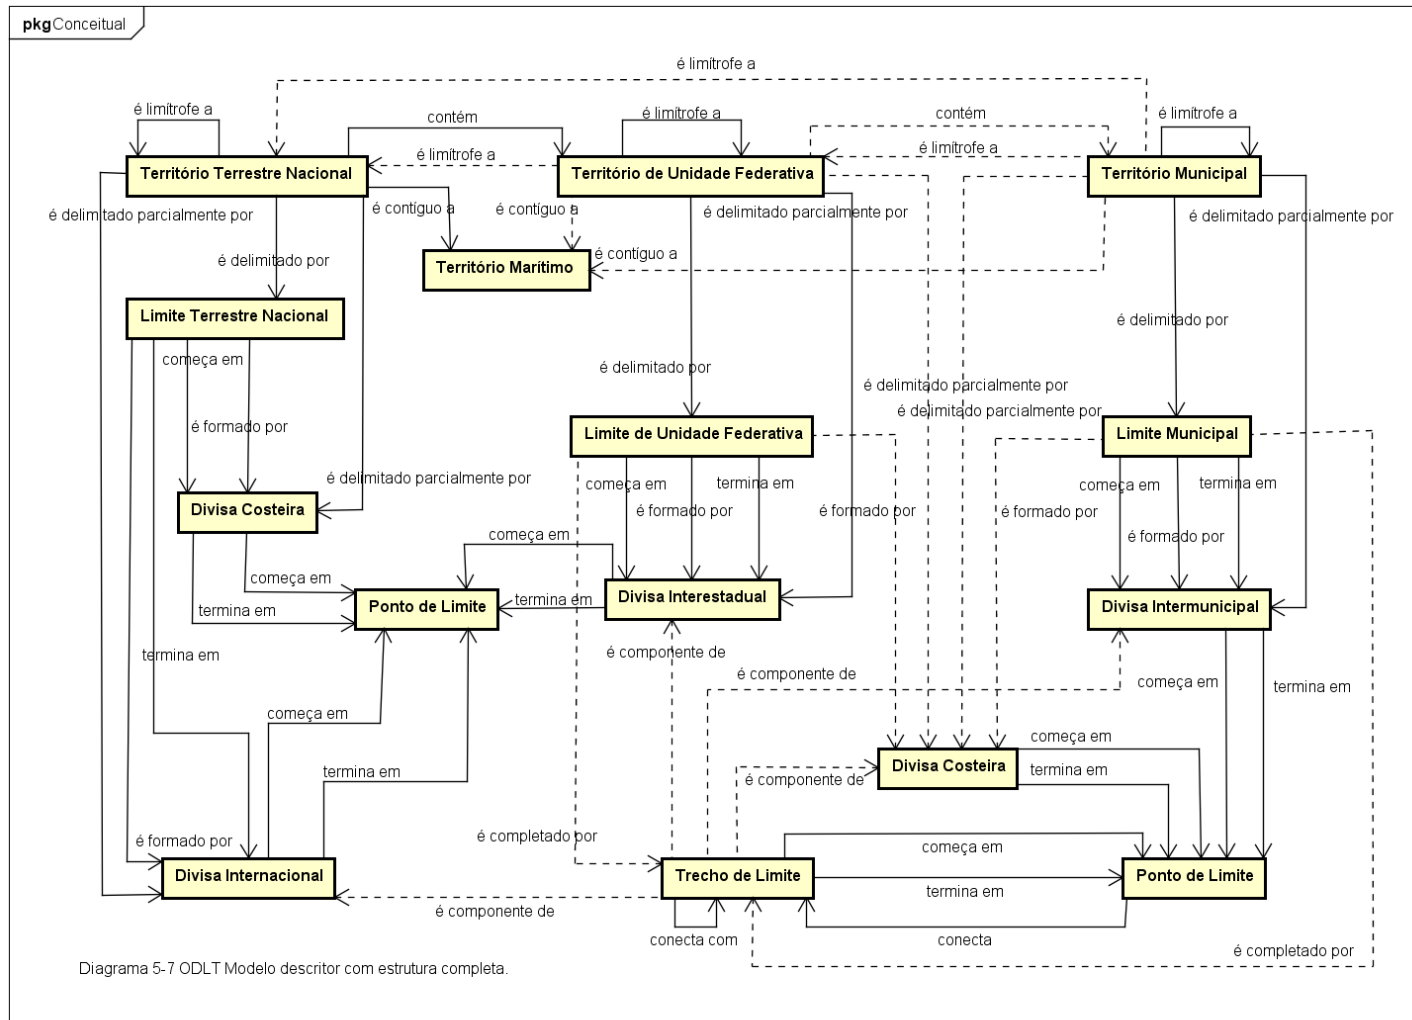 pkg Conceitual
é limítrofe a
é limítrofe a
contém
é limítrofe a
contém
é limítrofe a
é limítrofe a
é limítrofe a
Território Terrestre Nacional
Território de Unidade Federativa
Território Municipal
é delimitado parcialmente por
é contíguo a
é contíguo a
é delimitado parcialmente por
é delimitado parcialmente por
é contíguo a
é delimitado por
Território Marítimo
Limite Terrestre Nacional
é delimitado por
começa em
é delimitado por
é delimitado parcialmente por
é delimitado parcialmente por
é formado por
Limite de Unidade Federativa
Limite Municipal
é delimitado parcialmente por
começa em
termina em
começa em
termina em
Divisa Costeira
é formado por
é formado por
é formado por
começa em
é formado por
começa em
Ponto de Limite
termina em
Divisa Interestadual
Divisa Intermunicipal
termina em
termina em
é componente de
é componente de
começa em
termina em
começa em
começa em
termina em
Divisa Costeira
termina em
é componente de
é formado por
é completado por
começa em
Divisa Internacional
Trecho de Limite
Ponto de Limite
termina em
é componente de
conecta com
conecta
é completado por
Diagrama 5-7 ODLT Modelo descritor com estrutura completa.